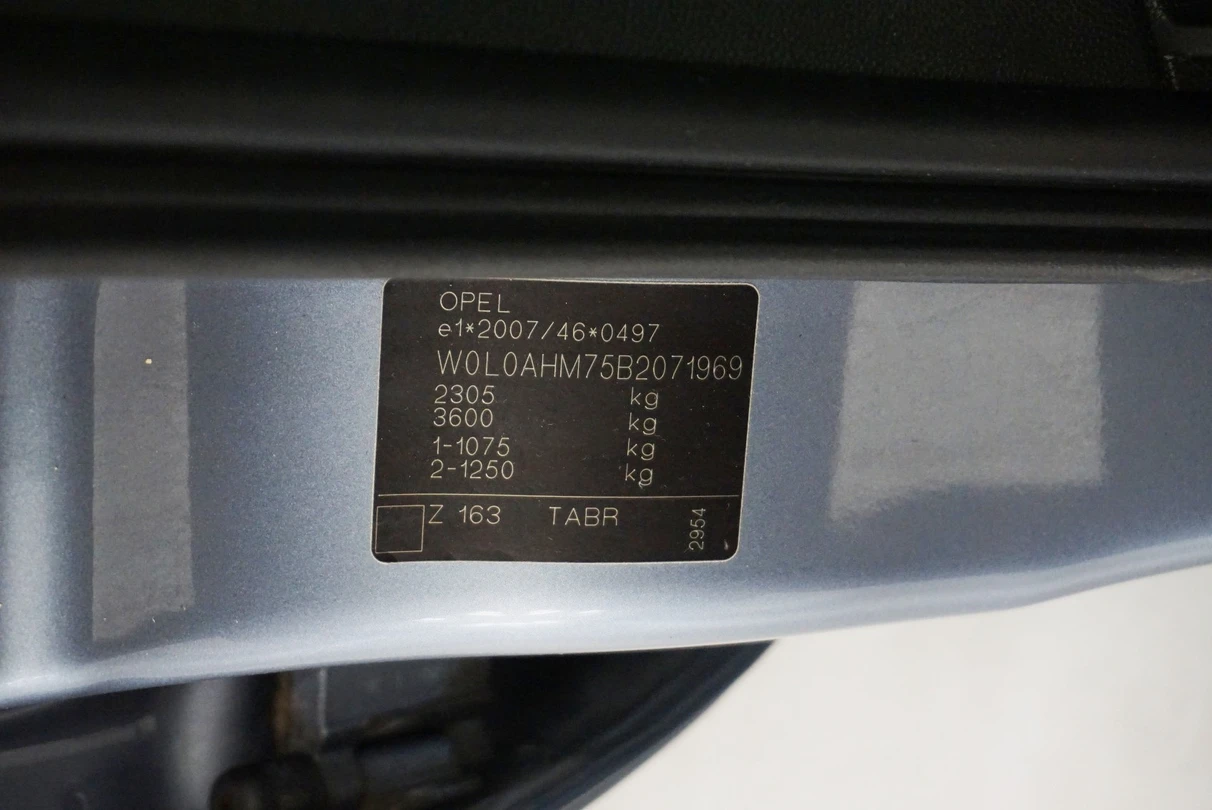 OPEL
e1*2007/46*0497
W0L0AHM75B2071969
2305 kg
3600 kg
1-1075 kg
2-1250 kg
Z 163 TABR
2954